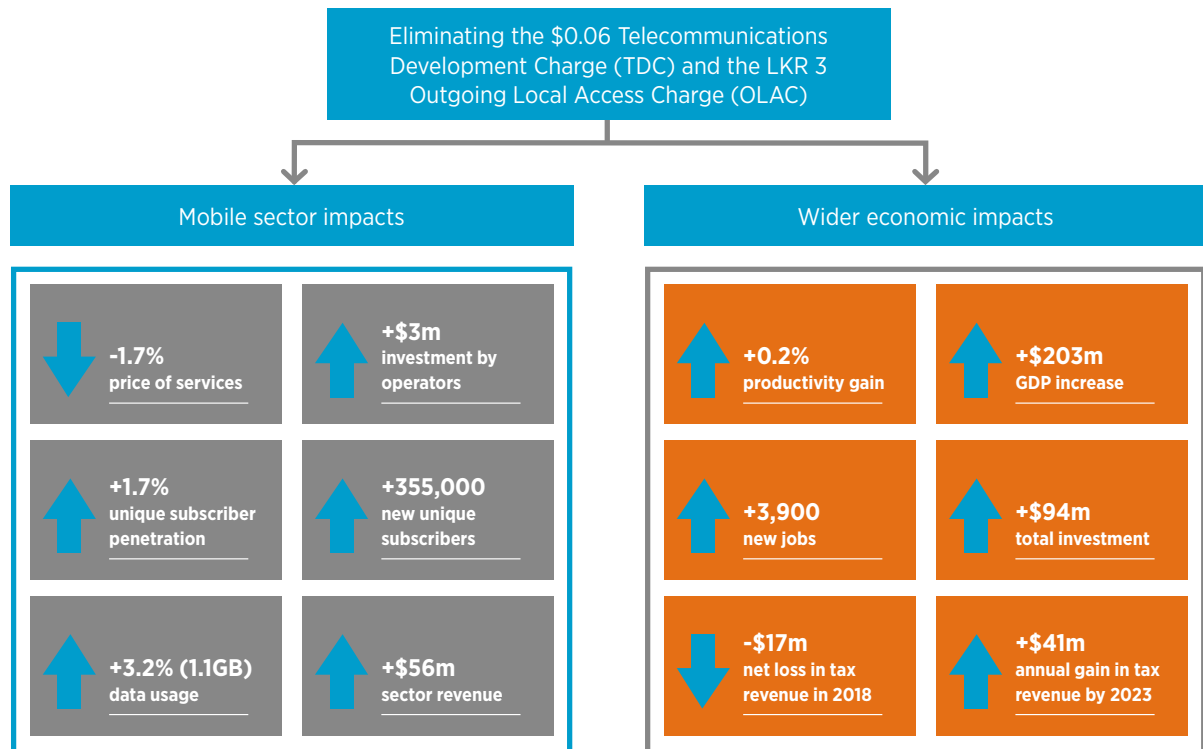 Eliminating the $0.06 Telecommunications
Development Charge (TDC) and the LKR 3
Outgoing Local Access Charge (OLAC)
Mobile sector impacts
-1.7%
price of services
+$3m
investment by
operators
+1.7%
unique subscriber
penetration
+355,000
new unique
subscribers
+3.2% (1.1GB)
data usage
+$56m
sector revenue
Wider economic impacts
+0.2%
productivity gain
+$203m
GDP increase
+3,900
new jobs
+$94m
total investment
-$17m
net loss in tax
revenue in 2018
+$41m
annual gain in tax
revenue by 2023